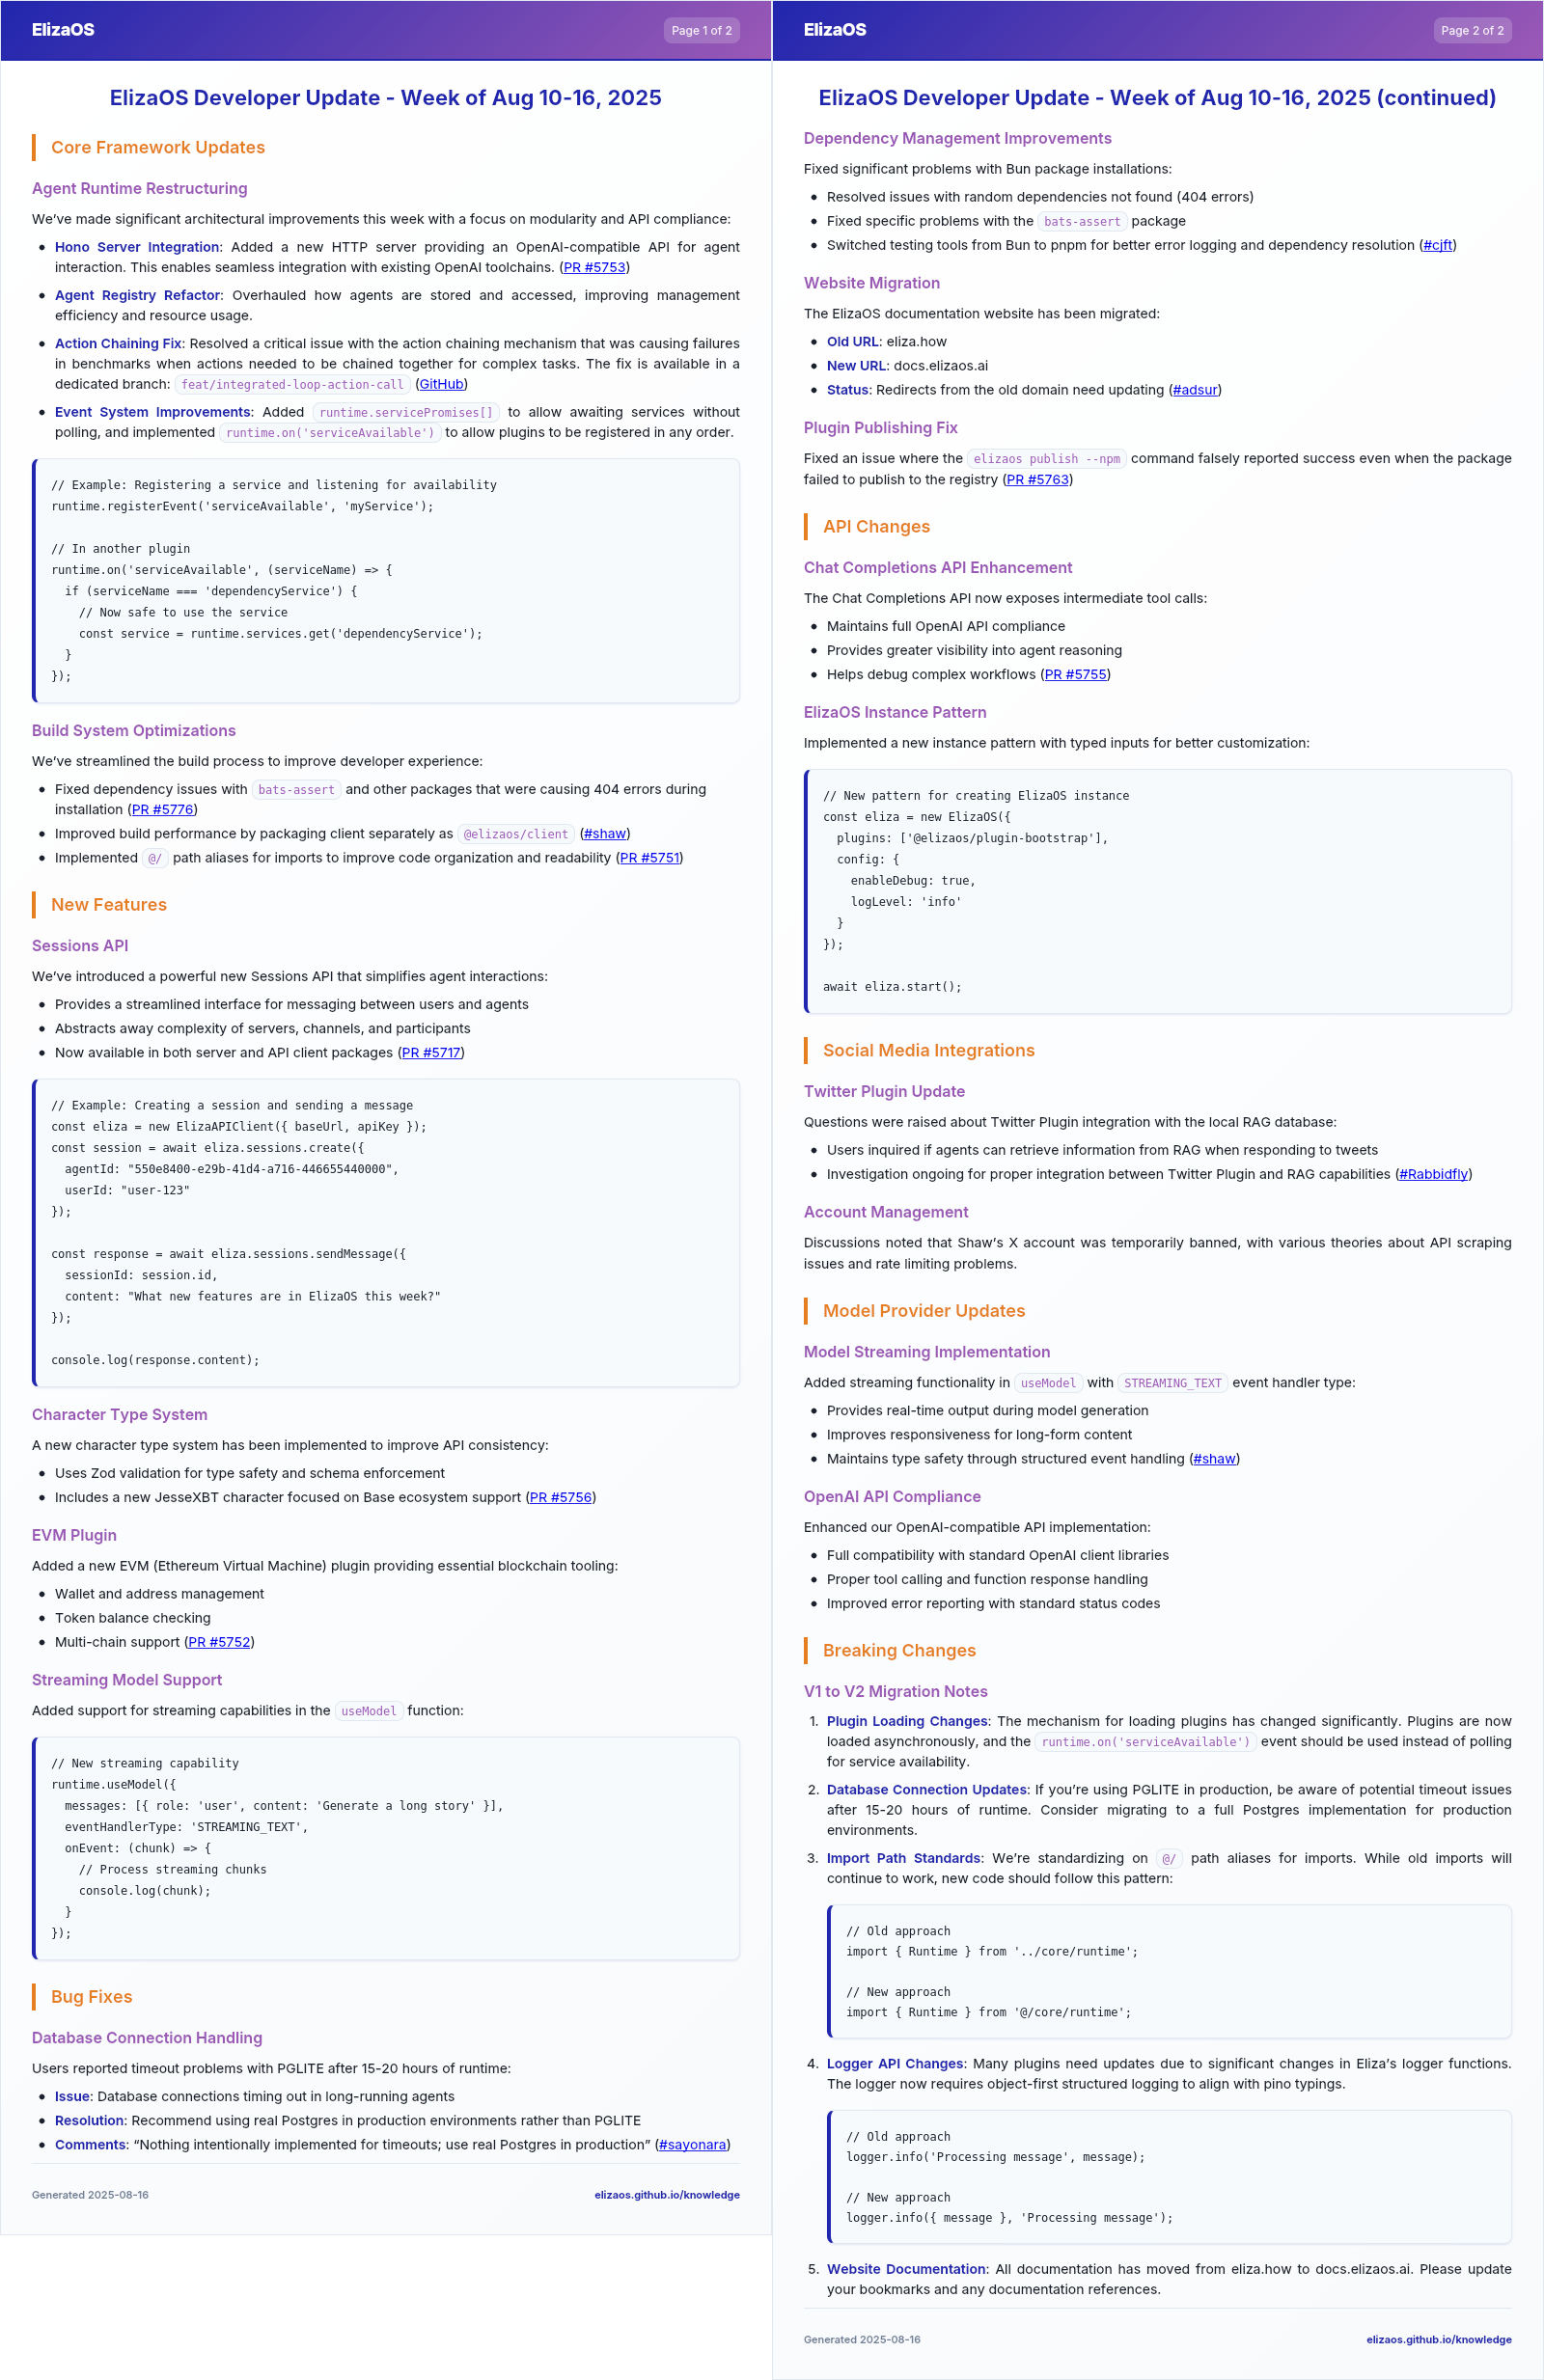 ElizaOS
Page 1 of 2
ElizaOS Developer Update - Week of Aug 10-16, 2025
Core Framework Updates
Agent Runtime Restructuring
We’ve made significant architectural improvements this week with a focus on modularity and API compliance:
• Hono Server Integration: Added a new HTTP server providing an OpenAI-compatible API for agent
interaction. This enables seamless integration with existing OpenAI toolchains. (PR #5753)
• Agent Registry Refactor: Overhauled how agents are stored and accessed, improving management
efficiency and resource usage.
• Action Chaining Fix: Resolved a critical issue with the action chaining mechanism that was causing failures
in benchmarks when actions needed to be chained together for complex tasks. The fix is available in a
dedicated branch: feat/integrated-loop-action-call (GitHub)
• Event System Improvements: Added runtime.servicePromises[] to allow awaiting services without
polling, and implemented runtime.on('serviceAvailable') to allow plugins to be registered in any order.
// Example: Registering a service and listening for availability
runtime.registerEvent('serviceAvailable', 'myService');
// In another plugin
runtime.on('serviceAvailable', (serviceName) => {
  if (serviceName === 'dependencyService') {
    // Now safe to use the service
    const service = runtime.services.get('dependencyService');
  }
});
Build System Optimizations
We’ve streamlined the build process to improve developer experience:
• Fixed dependency issues with bats-assert and other packages that were causing 404 errors during
installation (PR #5776)
• Improved build performance by packaging client separately as @elizaos/client (#shaw)
• Implemented @/ path aliases for imports to improve code organization and readability (PR #5751)
New Features
Sessions API
We’ve introduced a powerful new Sessions API that simplifies agent interactions:
• Provides a streamlined interface for messaging between users and agents
• Abstracts away complexity of servers, channels, and participants
• Now available in both server and API client packages (PR #5717)
// Example: Creating a session and sending a message
const eliza = new ElizaAPIClient({ baseUrl, apiKey });
const session = await eliza.sessions.create({
  agentId: "550e8400-e29b-41d4-a716-446655440000",
  userId: "user-123"
});
const response = await eliza.sessions.sendMessage({
  sessionId: session.id,
  content: "What new features are in ElizaOS this week?"
});
console.log(response.content);
Character Type System
A new character type system has been implemented to improve API consistency:
• Uses Zod validation for type safety and schema enforcement
• Includes a new JesseXBT character focused on Base ecosystem support (PR #5756)
EVM Plugin
Added a new EVM (Ethereum Virtual Machine) plugin providing essential blockchain tooling:
• Wallet and address management
• Token balance checking
• Multi-chain support (PR #5752)
Streaming Model Support
Added support for streaming capabilities in the useModel function:
// New streaming capability
runtime.useModel({
  messages: [{ role: 'user', content: 'Generate a long story' }],
  eventHandlerType: 'STREAMING_TEXT',
  onEvent: (chunk) => {
    // Process streaming chunks
    console.log(chunk);
  }
});
Bug Fixes
Database Connection Handling
Users reported timeout problems with PGLITE after 15-20 hours of runtime:
• Issue: Database connections timing out in long-running agents
• Resolution: Recommend using real Postgres in production environments rather than PGLITE
• Comments: “Nothing intentionally implemented for timeouts; use real Postgres in production” (#sayonara)
Generated 2025-08-16
elizaos.github.io/knowledge
ElizaOS
Page 2 of 2
ElizaOS Developer Update - Week of Aug 10-16, 2025 (continued)
Dependency Management Improvements
Fixed significant problems with Bun package installations:
• Resolved issues with random dependencies not found (404 errors)
• Fixed specific problems with the bats-assert package
• Switched testing tools from Bun to pnpm for better error logging and dependency resolution (#cjft)
Website Migration
The ElizaOS documentation website has been migrated:
• Old URL: eliza.how
• New URL: docs.elizaos.ai
• Status: Redirects from the old domain need updating (#adsur)
Plugin Publishing Fix
Fixed an issue where the elizaos publish --npm command falsely reported success even when the package
failed to publish to the registry (PR #5763)
API Changes
Chat Completions API Enhancement
The Chat Completions API now exposes intermediate tool calls:
• Maintains full OpenAI API compliance
• Provides greater visibility into agent reasoning
• Helps debug complex workflows (PR #5755)
ElizaOS Instance Pattern
Implemented a new instance pattern with typed inputs for better customization:
// New pattern for creating ElizaOS instance
const eliza = new ElizaOS({
  plugins: ['@elizaos/plugin-bootstrap'],
  config: {
    enableDebug: true,
    logLevel: 'info'
  }
});
await eliza.start();
Social Media Integrations
Twitter Plugin Update
Questions were raised about Twitter Plugin integration with the local RAG database:
• Users inquired if agents can retrieve information from RAG when responding to tweets
• Investigation ongoing for proper integration between Twitter Plugin and RAG capabilities (#Rabbidfly)
Account Management
Discussions noted that Shaw’s X account was temporarily banned, with various theories about API scraping
issues and rate limiting problems.
Model Provider Updates
Model Streaming Implementation
Added streaming functionality in useModel with STREAMING_TEXT event handler type:
• Provides real-time output during model generation
• Improves responsiveness for long-form content
• Maintains type safety through structured event handling (#shaw)
OpenAI API Compliance
Enhanced our OpenAI-compatible API implementation:
• Full compatibility with standard OpenAI client libraries
• Proper tool calling and function response handling
• Improved error reporting with standard status codes
Breaking Changes
V1 to V2 Migration Notes
1. Plugin Loading Changes: The mechanism for loading plugins has changed significantly. Plugins are now
loaded asynchronously, and the runtime.on('serviceAvailable') event should be used instead of polling
for service availability.
2. Database Connection Updates: If you’re using PGLITE in production, be aware of potential timeout issues
after 15-20 hours of runtime. Consider migrating to a full Postgres implementation for production
environments.
3. Import Path Standards: We’re standardizing on @/ path aliases for imports. While old imports will
continue to work, new code should follow this pattern:
// Old approach
import { Runtime } from '../core/runtime';
// New approach
import { Runtime } from '@/core/runtime';
4. Logger API Changes: Many plugins need updates due to significant changes in Eliza’s logger functions.
The logger now requires object-first structured logging to align with pino typings.
// Old approach
logger.info('Processing message', message);
// New approach
logger.info({ message }, 'Processing message');
5. Website Documentation: All documentation has moved from eliza.how to docs.elizaos.ai. Please update
your bookmarks and any documentation references.
Generated 2025-08-16
elizaos.github.io/knowledge